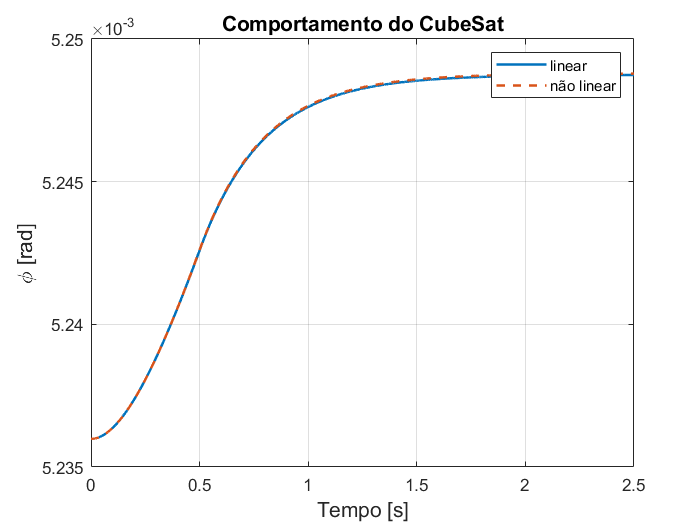 Comportamento do CubeSat
×10⁻³
5.25
5.245
5.24
5.235
ϕ [rad]
0 0.5 1 1.5 2 2.5
Tempo [s]
linear
não linear